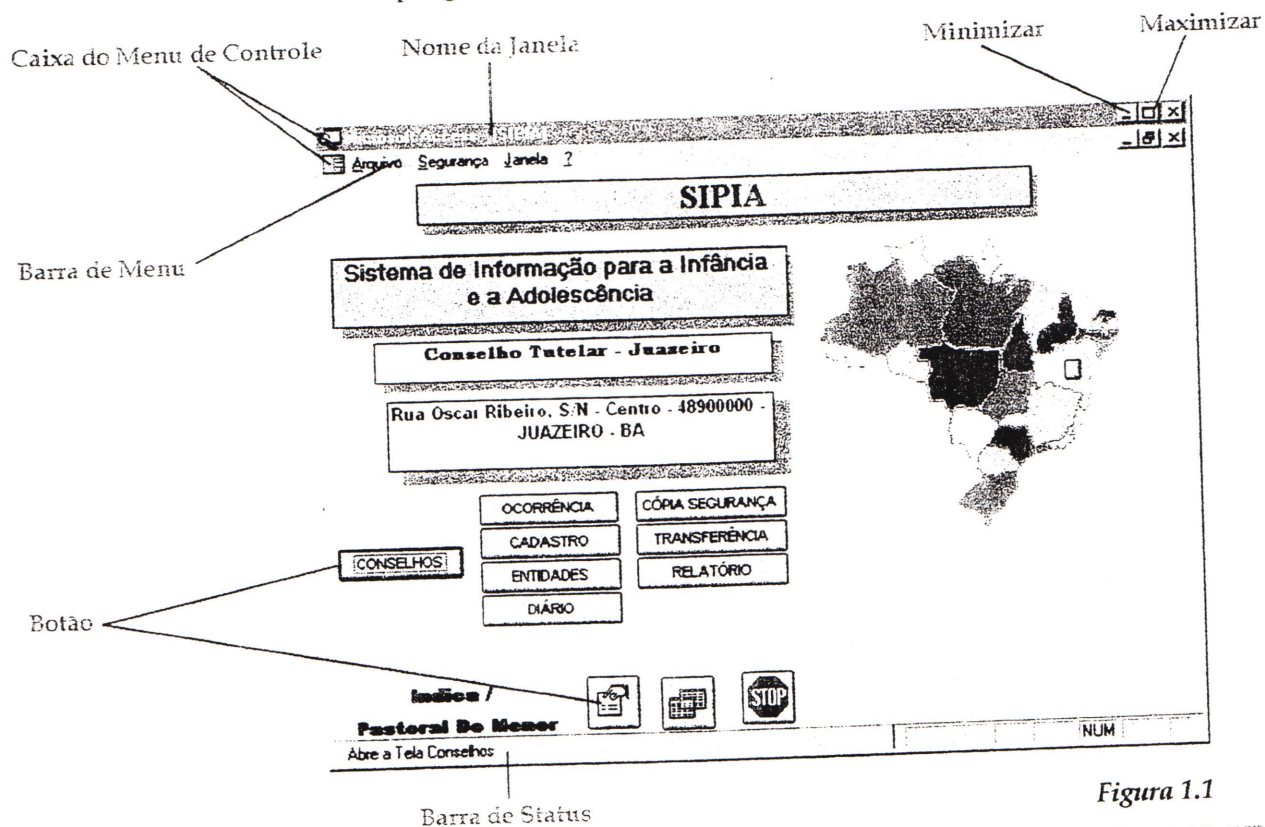 Caixa do Menu de Controle
Nome da Janela
Minimizar
Maximizar
Arquivo Segurança Janela ?
SIPIA
Barra de Menu
Sistema de Informação para a Infância
e a Adolescência
Conselho Tutelar - Juazeiro
Rua Oscar Ribeiro, S/N - Centro - 48900000 -
JUAZEIRO - BA
OCORRÊNCIA
CÓPIA SEGURANÇA
CADASTRO
TRANSFERÊNCIA
CONSELHOS
ENTIDADES
RELATÓRIO
DIÁRIO
Botão
STOP
Indica /
Pastoral Do Menor
Abre a Tela Conselhos
NUM
Barra de Status
Figura 1.1